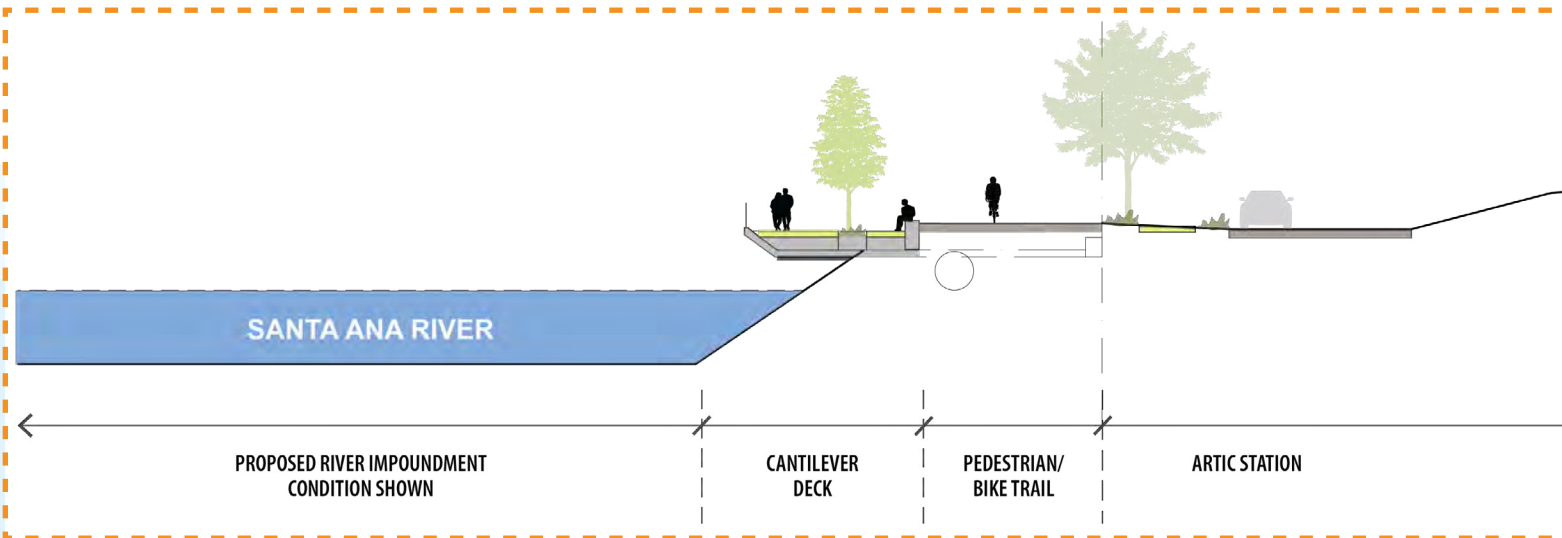 SANTA ANA RIVER
PROPOSED RIVER IMPOUNDMENT
CONDITION SHOWN
CANTILEVER
DECK
PEDESTRIAN/
BIKE TRAIL
ARTIC STATION